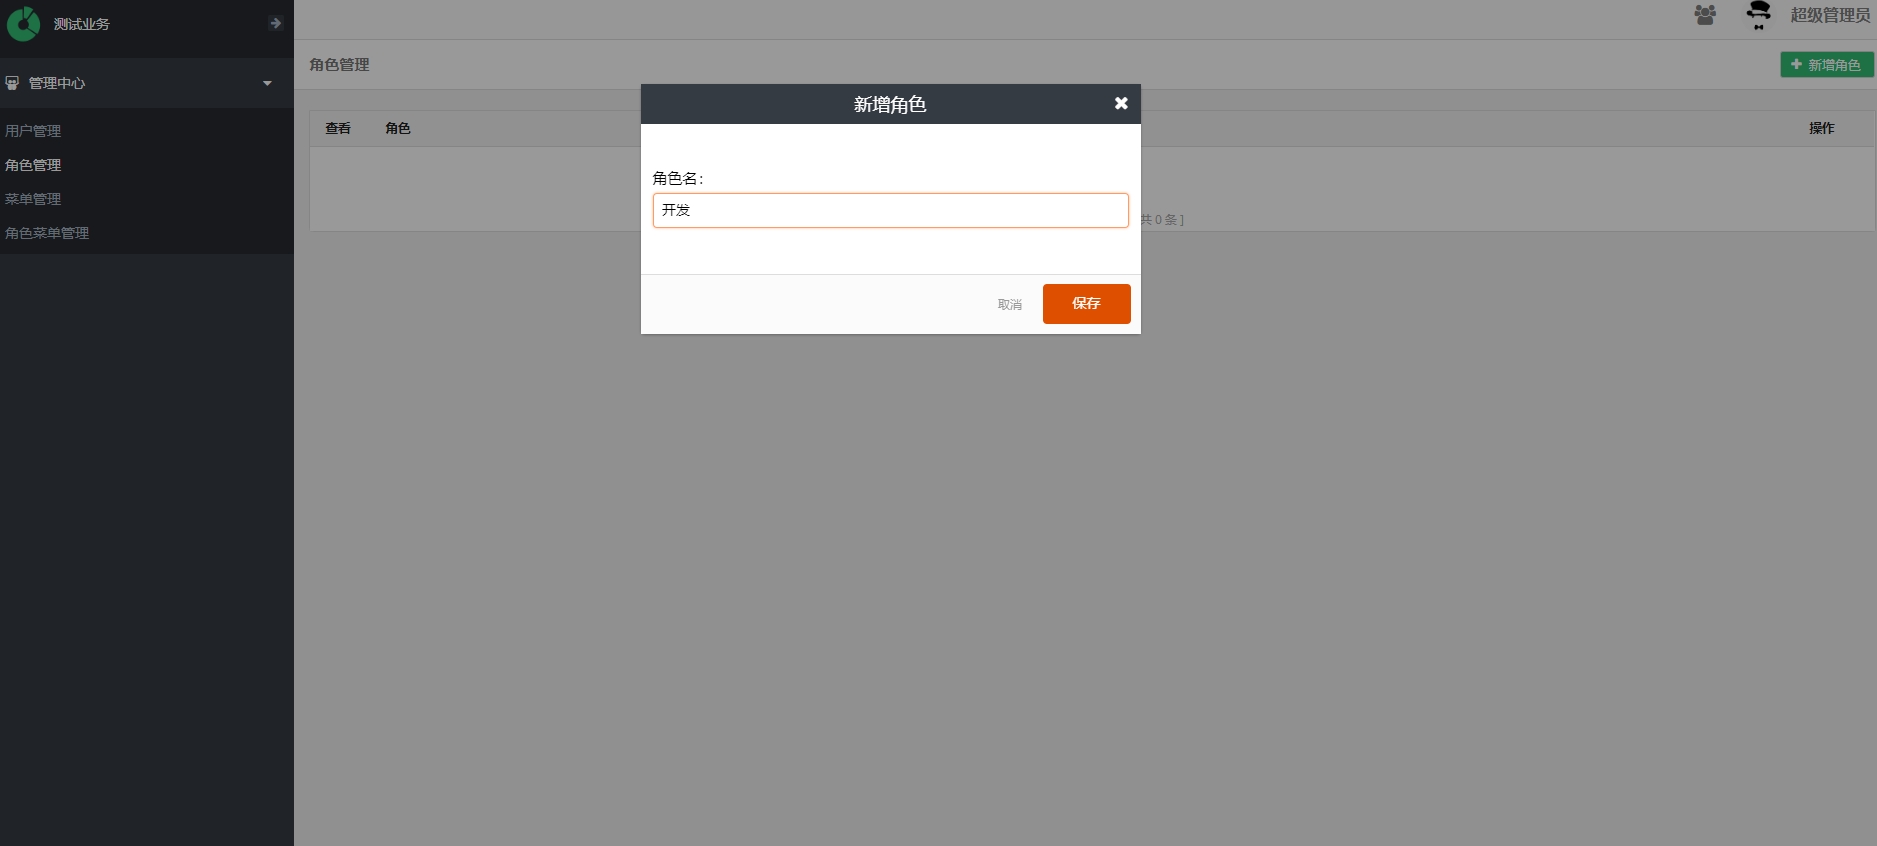 测试业务
超级管理员
管理中心
用户管理
角色管理
菜单管理
角色菜单管理
角色管理
新增角色
查看 角色 操作
共 0 条 ]
新增角色
角色名：
开发
取消 保存